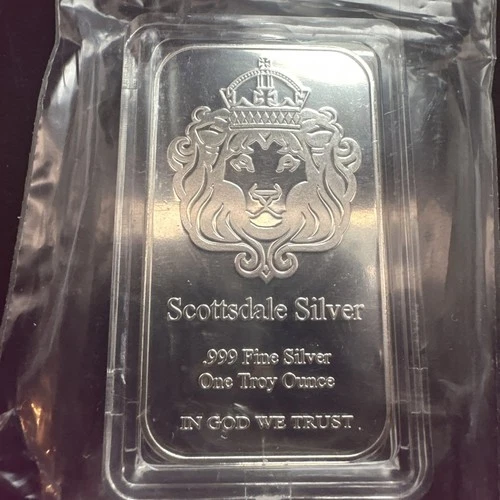 Scottsdale Silver
.999 Fine Silver
One Troy Ounce
IN GOD WE TRUST